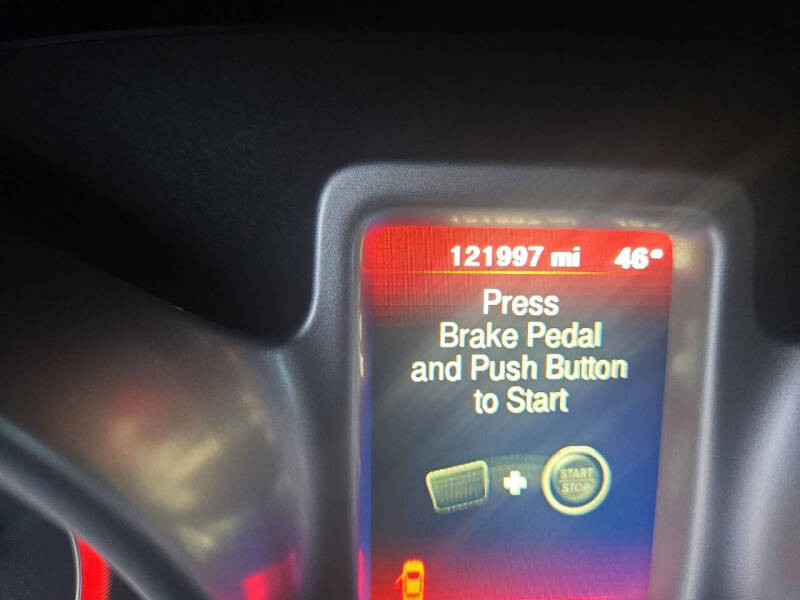 121997 mi 46°
Press
Brake Pedal
and Push Button
to Start
START
STOP